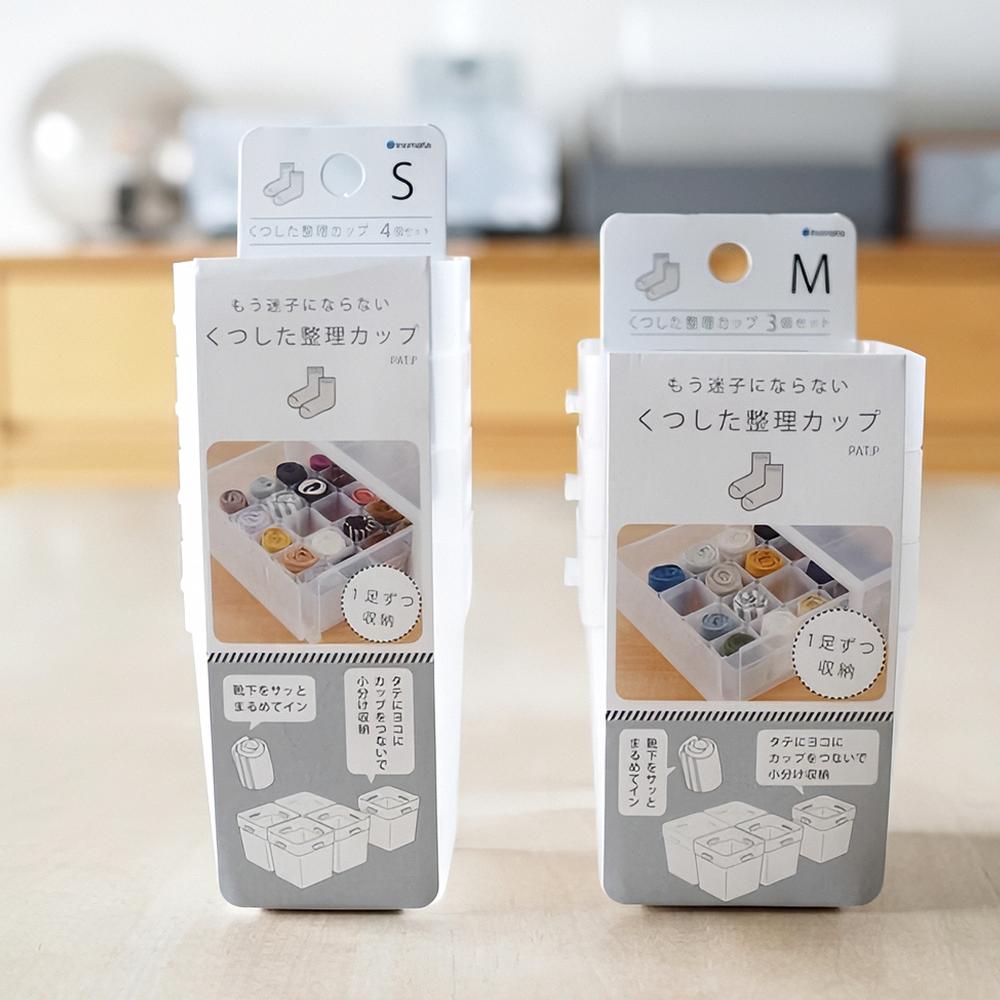 S
くつした整理カップ 4個セット
もう迷子にならない
くつした整理カップ
PAT.P
1足ずつ
収納
靴下をサッと
まるめてイン
タテにヨコに
カップをつないで
小分け収納
M
くつした整理カップ 3個セット
もう迷子にならない
くつした整理カップ
PAT.P
1足ずつ
収納
靴下をサッと
まるめてイン
タテにヨコに
カップをつないで
小分け収納